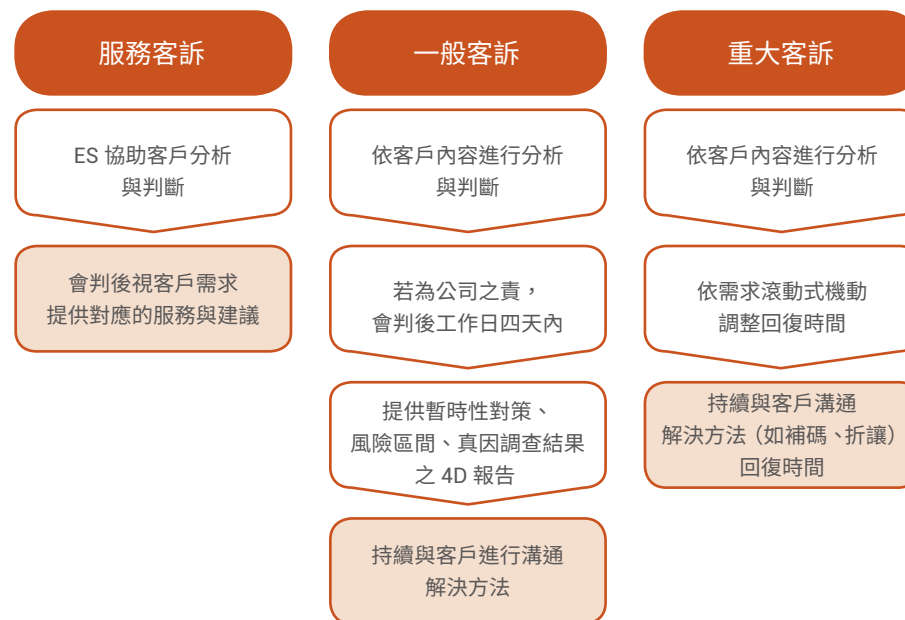 服務客訴
ES 協助客戶分析
與判斷
會判後視客戶需求
提供對應的服務與建議
一般客訴
依客戶內容進行分析
與判斷
若為公司之責，
會判後工作日四天內
提供暫時性對策、
風險區間、真因調查結果
之 4D 報告
持續與客戶進行溝通
解決方法
重大客訴
依客戶內容進行分析
與判斷
依需求滾動式機動
調整回復時間
持續與客戶溝通
解決方法（如補碼、折讓）
回復時間